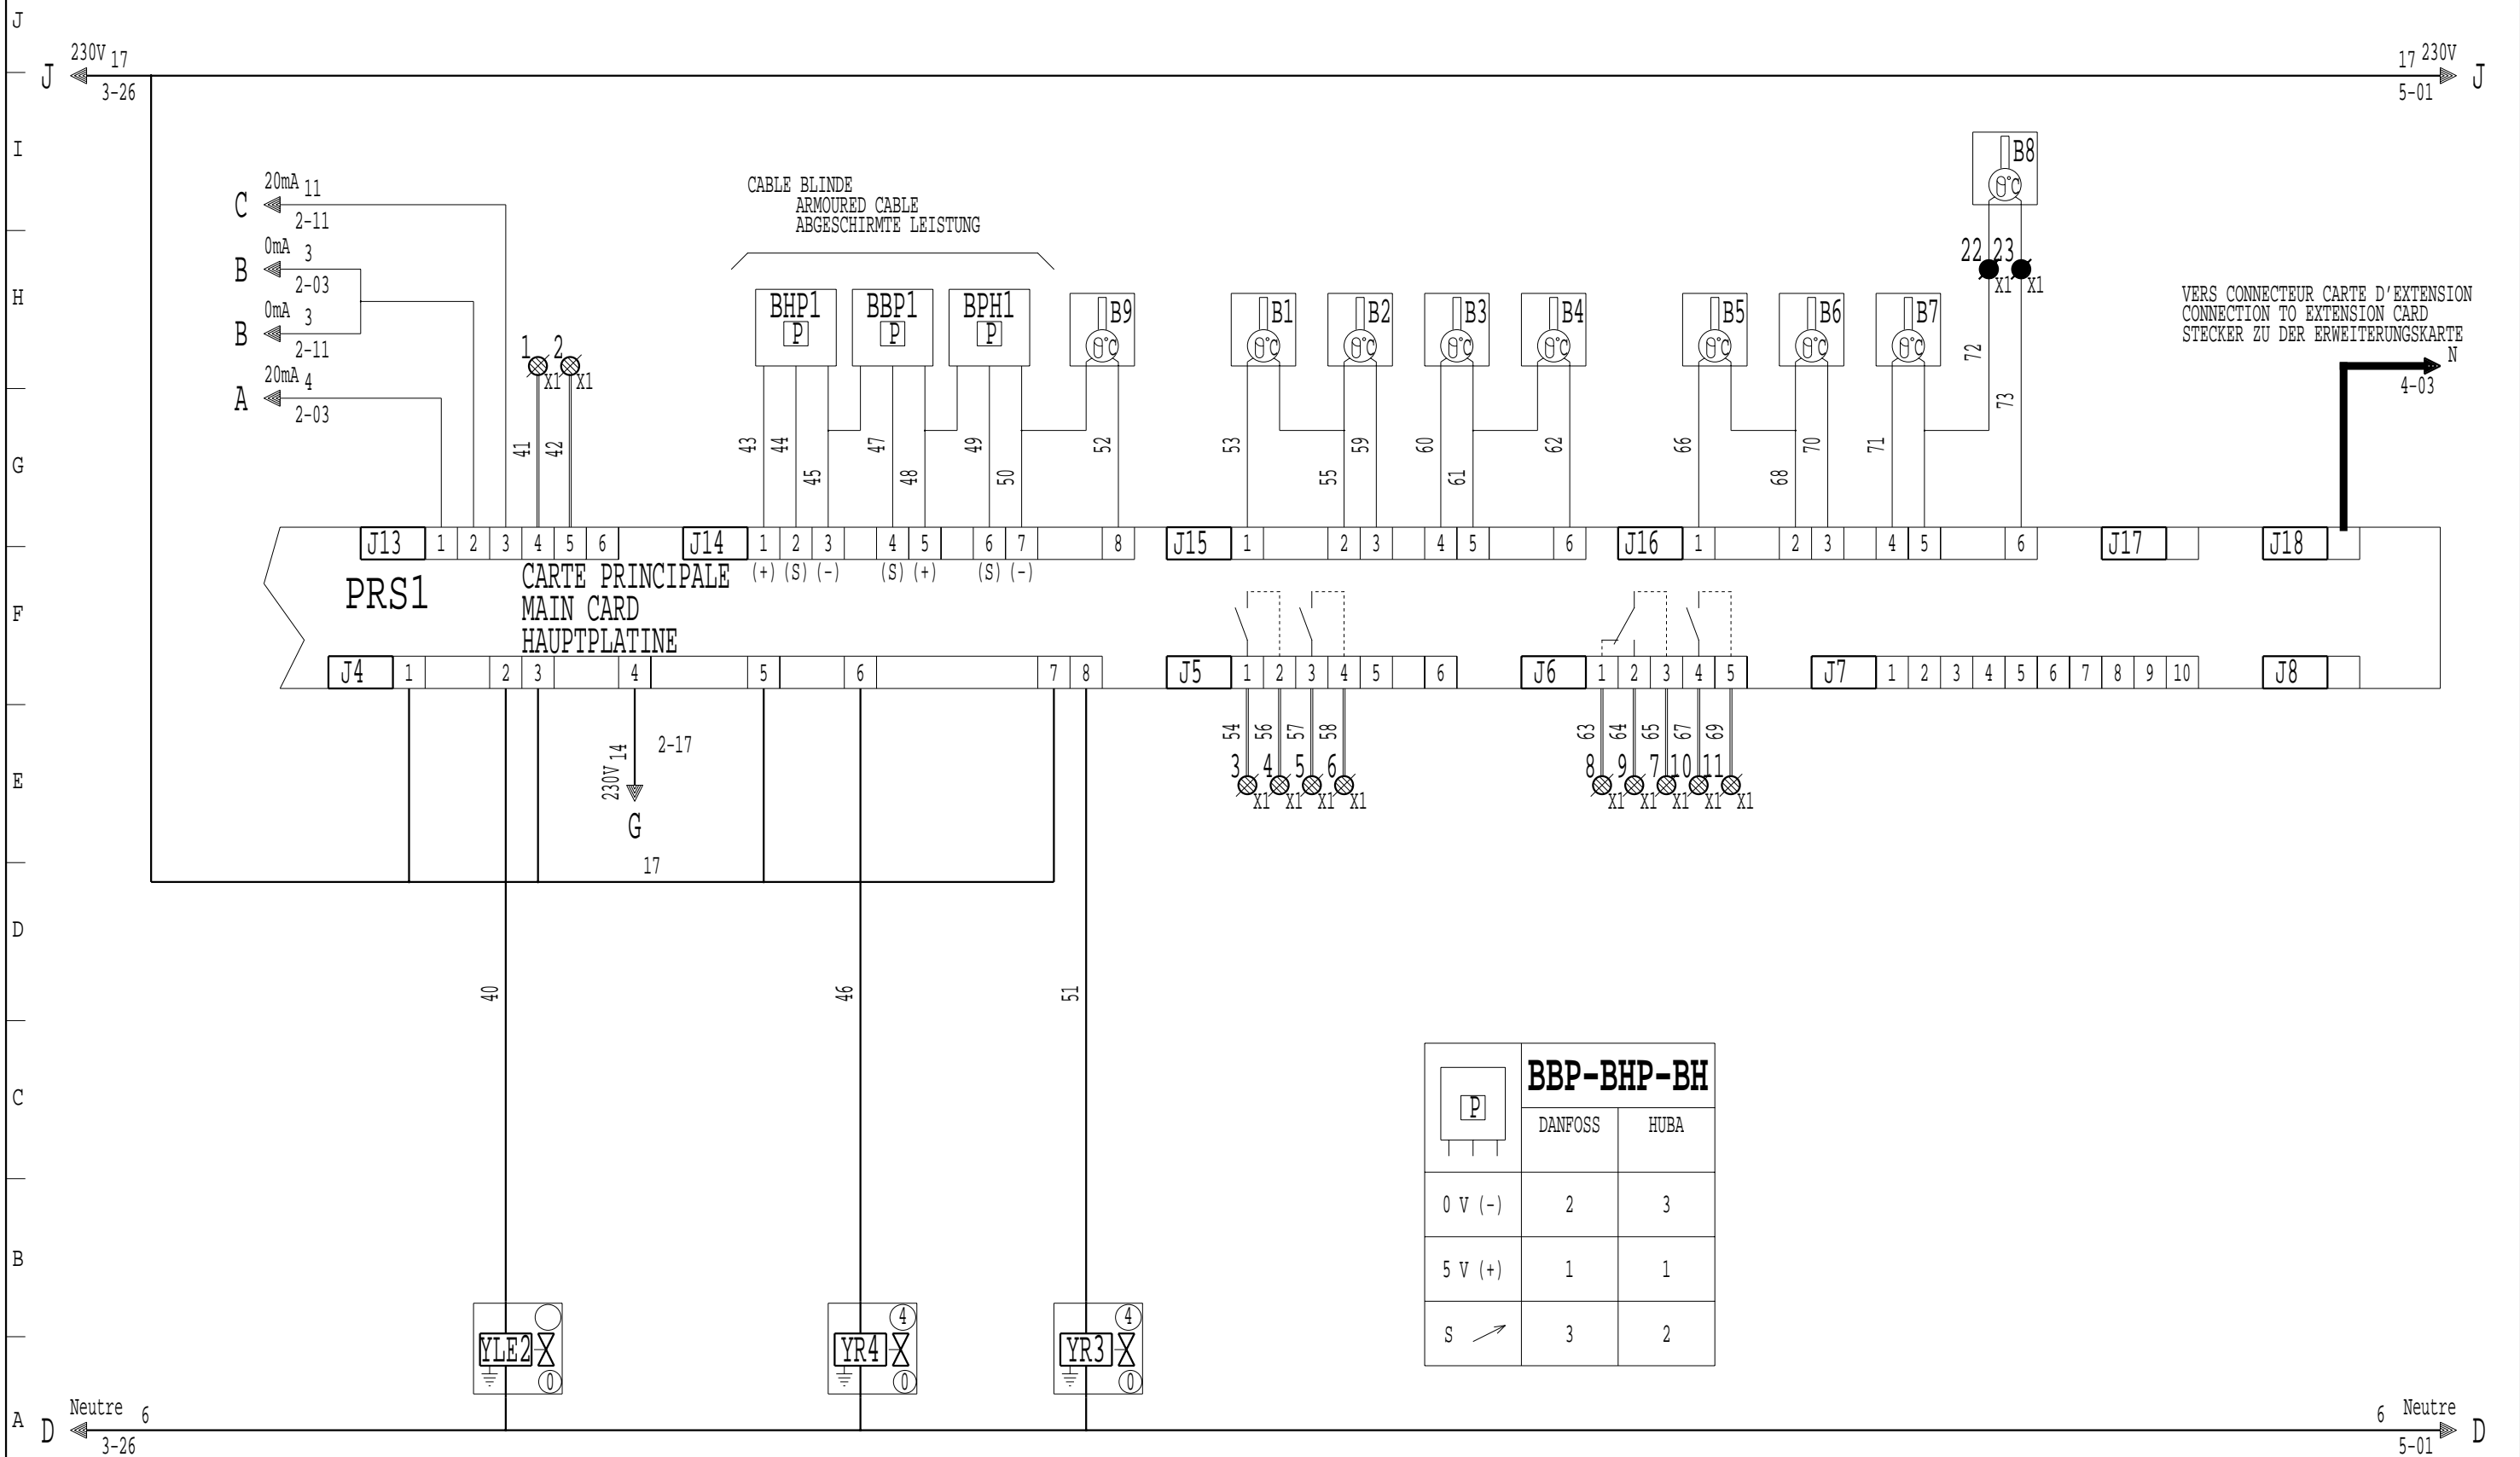 J
230V 17
17 230V
J
J
3-26
5-01
I
B8
θ°C
20mA 11
C
2-11
CABLE BLINDE
ARMOURED CABLE
ABGESCHIRMTE LEISTUNG
0mA 3
B
2-03
22 23
X1 X1
H
0mA 3
B
2-11
BHP1 BBP1 BPH1 B9 B1 B2 B3 B4 B5 B6 B7
P P P
θ°C θ°C θ°C θ°C θ°C θ°C θ°C θ°C
VERS CONNECTEUR CARTE D'EXTENSION
CONNECTION TO EXTENSION CARD
STECKER ZU DER ERWEITERUNGSKARTE
N
4-03
1 2
X1 X1
20mA 4
A
2-03
72
73
G
41 42 43 44 45 47 48 49 50 52 53 55 59 60 61 62 66 68 70 71
J13 1 2 3 4 5 6
J14 1 2 3 4 5 6 7 8
J15 1 2 3 4 5 6
J16 1 2 3 4 5 6
J17
J18
(+) (S) (-) (S) (+) (S) (-)
F
PRS1
CARTE PRINCIPALE
MAIN CARD
HAUPTPLATINE
J4 1 2 3 4 5 6 7 8
J5 1 2 3 4 5 6
J6 1 2 3 4 5
J7 1 2 3 4 5 6 7 8 9 10
J8
E
230V 14
2-17
G
54 56 57 58
3 4 5 6
X1 X1 X1 X1
63 64 65 67 69
8 9 7 10 11
X1 X1 X1 X1 X1
17
D
40 46 51
C
P
BBP-BHP-BH
DANFOSS HUBA
0 V (-) 2 3
B
5 V (+) 1 1
S 3 2
YLE2 0
4 YR4 0
4 YR3 0
A
Neutre 6
6 Neutre
D
D
3-26
5-01